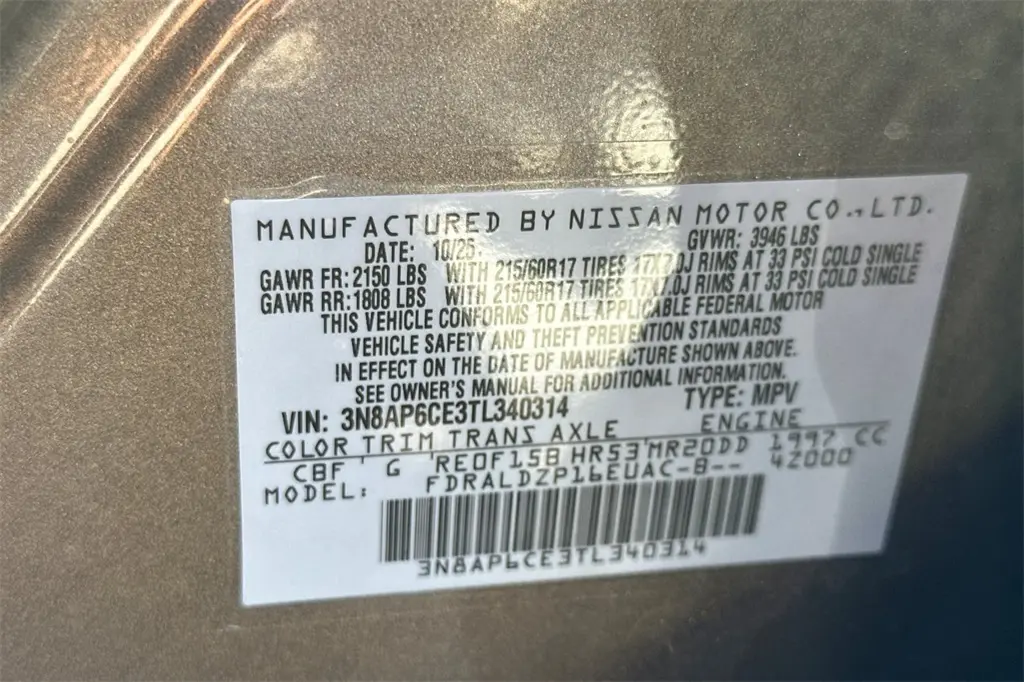 MANUFACTURED BY NISSAN MOTOR CO.,LTD.
DATE: 10/25 GVWR: 3946 LBS
GAWR FR: 2150 LBS WITH 215/60R17 TIRES 17X7.0J RIMS AT 33 PSI COLD SINGLE
GAWR RR: 1808 LBS WITH 215/60R17 TIRES 17X7.0J RIMS AT 33 PSI COLD SINGLE
THIS VEHICLE CONFORMS TO ALL APPLICABLE FEDERAL MOTOR
VEHICLE SAFETY AND THEFT PREVENTION STANDARDS
IN EFFECT ON THE DATE OF MANUFACTURE SHOWN ABOVE.
SEE OWNER'S MANUAL FOR ADDITIONAL INFORMATION.
VIN: 3N8AP6CE3TL340314 TYPE: MPV
COLOR TRIM TRANS AXLE ENGINE
CBF G RE0F15B HR53 MR20DD 1997 CC
MODEL: FDRALDZP16EUAC-B-- 42000
3N8AP6CE3TL340314